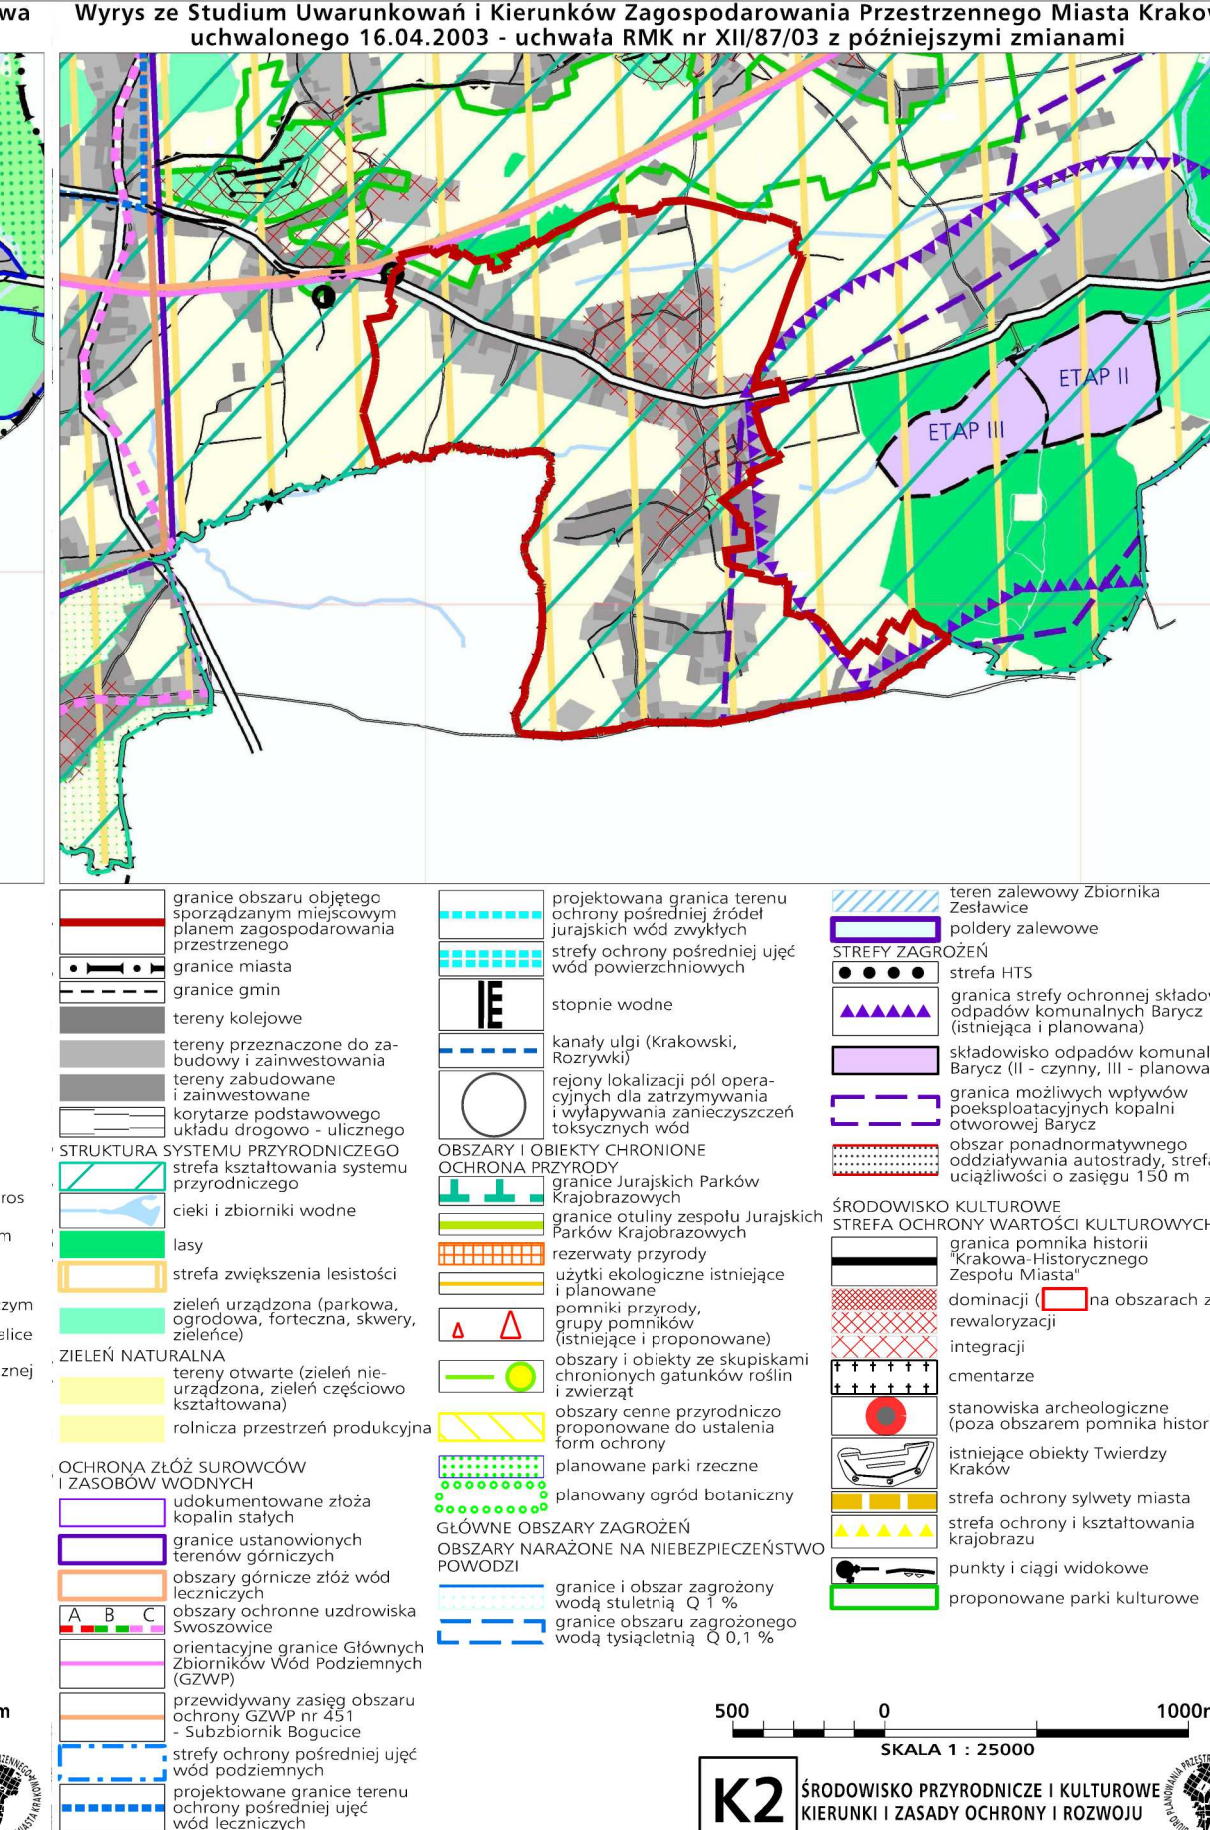 wa
Wyrys ze Studium Uwarunkowań i Kierunków Zagospodarowania Przestrzennego Miasta Krako
uchwalonego 16.04.2003 - uchwała RMK nr XII/87/03 z późniejszymi zmianami
ETAP II
ETAP III
granice obszaru objętego
sporządzanym miejscowym
planem zagospodarowania
przestrzenego
granice miasta
granice gmin
tereny kolejowe
tereny przeznaczone do za-
budowy i zainwestowania
tereny zabudowane
i zainwestowane
korytarze podstawowego
układu drogowo - ulicznego
STRUKTURA SYSTEMU PRZYRODNICZEGO
strefa kształtowania systemu
przyrodniczego
cieki i zbiorniki wodne
lasy
strefa zwiększenia lesistości
zieleń urządzona (parkowa,
ogrodowa, forteczna, skwery,
zieleńce)
ZIELEŃ NATURALNA
tereny otwarte (zieleń nie-
urządzona, zieleń częściowo
kształtowana)
rolnicza przestrzeń produkcyjna
OCHRONA ZŁÓŻ SUROWCÓW
I ZASOBÓW WODNYCH
udokumentowane złoża
kopalin stałych
granice ustanowionych
terenów górniczych
obszary górnicze złóż wód
leczniczych
A B C
obszary ochronne uzdrowiska
Swoszowice
orientacyjne granice Głównych
Zbiorników Wód Podziemnych
(GZWP)
przewidywany zasięg obszaru
ochrony GZWP nr 451
- Subzbiornik Bogucice
strefy ochrony pośredniej ujęć
wód podziemnych
projektowane granice terenu
ochrony pośredniej ujęć
wód leczniczych
ros
m
czym
alice
znej
m
projektowana granica terenu
ochrony pośredniej źródeł
jurajskich wód zwykłych
strefy ochrony pośredniej ujęć
wód powierzchniowych
stopnie wodne
kanały ulgi (Krakowski,
Rozrywki)
rejony lokalizacji pól opera-
cyjnych dla zatrzymywania
i wyłapywania zanieczyszczeń
toksycznych wód
OBSZARY I OBIEKTY CHRONIONE
OCHRONA PRZYRODY
granice Jurajskich Parków
Krajobrazowych
granice otuliny zespołu Jurajskich
Parków Krajobrazowych
rezerwaty przyrody
użytki ekologiczne istniejące
i planowane
pomniki przyrody,
grupy pomników
(istniejące i proponowane)
obszary i obiekty ze skupiskami
chronionych gatunków roślin
i zwierząt
obszary cenne przyrodniczo
proponowane do ustalenia
form ochrony
planowane parki rzeczne
planowany ogród botaniczny
GŁÓWNE OBSZARY ZAGROŻEŃ
OBSZARY NARAŻONE NA NIEBEZPIECZEŃSTWO
POWODZI
granice i obszar zagrożony
wodą stuletnią Q 1 %
granice obszaru zagrożonego
wodą tysiącletnią Q 0,1 %
teren zalewowy Zbiornika
Zesławice
poldery zalewowe
STREFY ZAGROŻEŃ
strefa HTS
granica strefy ochronnej składo
odpadów komunalnych Barycz
(istniejąca i planowana)
składowisko odpadów komunal
Barycz (II - czynny, III - planowa
granica możliwych wpływów
poeksploatacyjnych kopalni
otworowej Barycz
obszar ponadnormatywnego
oddziaływania autostrady, strefa
uciążliwości o zasięgu 150 m
ŚRODOWISKO KULTUROWE
STREFA OCHRONY WARTOŚCI KULTUROWYCH
granica pomnika historii
"Krakowa-Historycznego
Zespołu Miasta"
dominacji ( na obszarach z
rewaloryzacji
integracji
cmentarze
stanowiska archeologiczne
(poza obszarem pomnika histor
istniejące obiekty Twierdzy
Kraków
strefa ochrony sylwety miasta
strefa ochrony i kształtowania
krajobrazu
punkty i ciągi widokowe
proponowane parki kulturowe
500 0 1000m
SKALA 1 : 25000
K2
ŚRODOWISKO PRZYRODNICZE I KULTUROWE
KIERUNKI I ZASADY OCHRONY I ROZWOJU